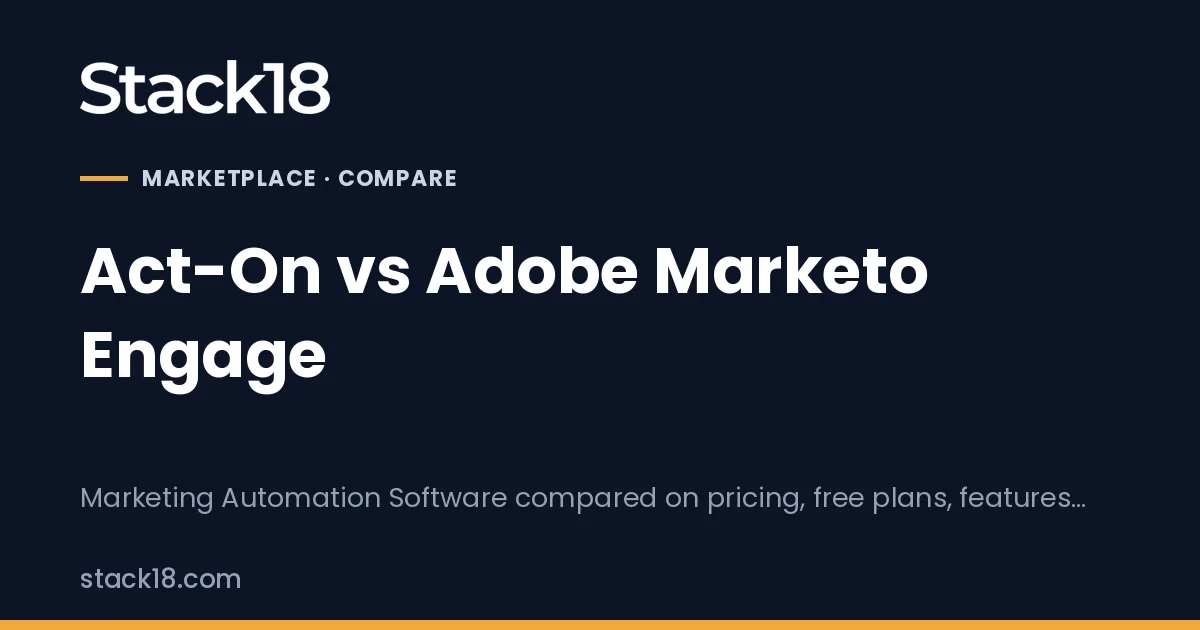 Stack18
MARKETPLACE · COMPARE
Act-On vs Adobe Marketo
Engage
Marketing Automation Software compared on pricing, free plans, features...
stack18.com